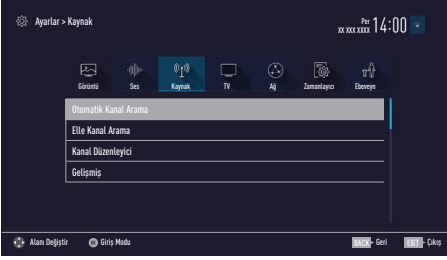 Ayarlar > Kaynak
Per
xx xxx xxxx 14:00
Görüntü Ses Kaynak TV Ağ Zamanlayıcı Ebeveyn
Otomatik Kanal Arama
Elle Kanal Arama
Kanal Düzenleyici
Gelişmiş
Alanı Değiştir OK Giriş Modu BACK Geri EXIT Çıkış